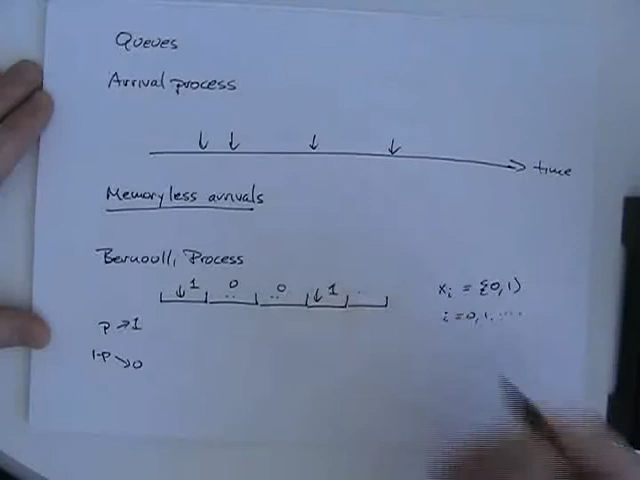 Queues
Arrival process
time
Memoryless arrivals
Bernoulli Process
1 0 0 1
x_i = {0,1}
i = 0,1.....
p → 1
1-p → 0